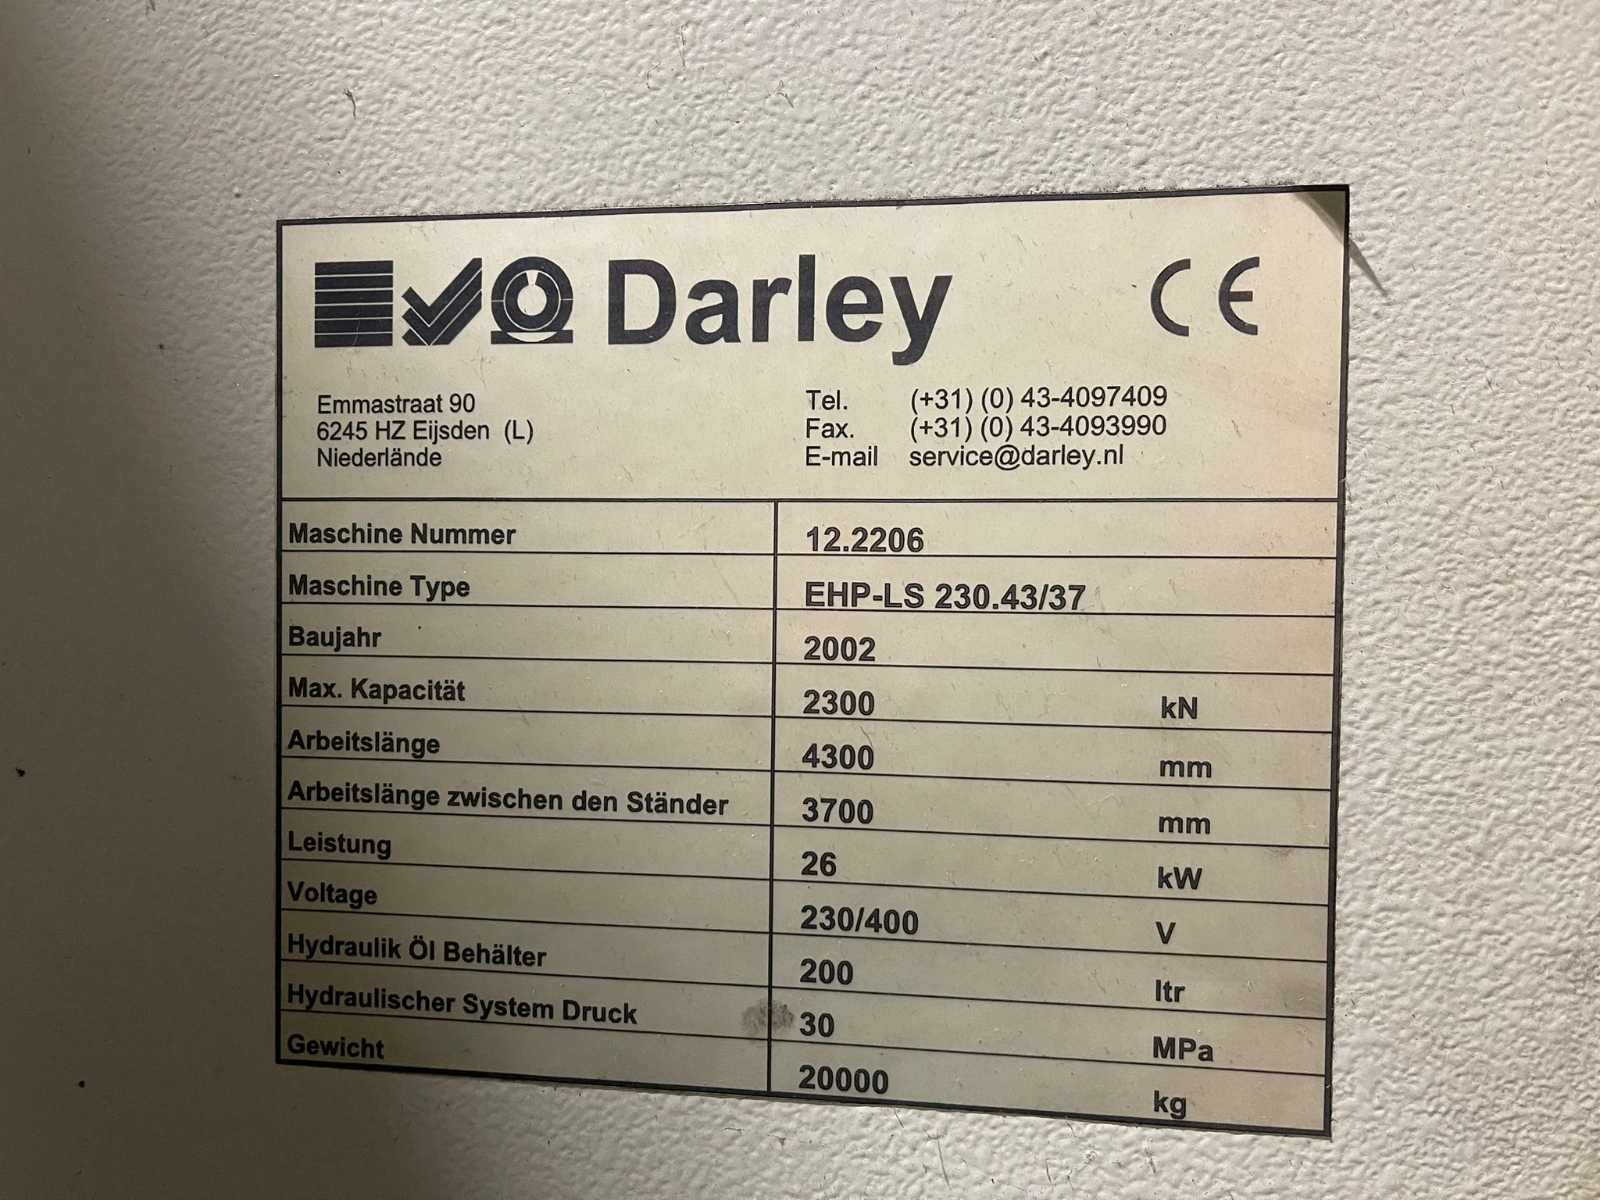 Darley CE
Emmastraat 90
6245 HZ Eijsden (L)
Niederlände
Tel. (+31) (0) 43-4097409
Fax. (+31) (0) 43-4093990
E-mail service@darley.nl
Maschine Nummer 12.2206
Maschine Type EHP-LS 230.43/37
Baujahr 2002
Max. Kapacität 2300 kN
Arbeitslänge 4300 mm
Arbeitslänge zwischen den Ständer 3700 mm
Leistung 26 kW
Voltage 230/400 V
Hydraulik Öl Behälter 200 ltr
Hydraulischer System Druck 30 MPa
Gewicht 20000 kg